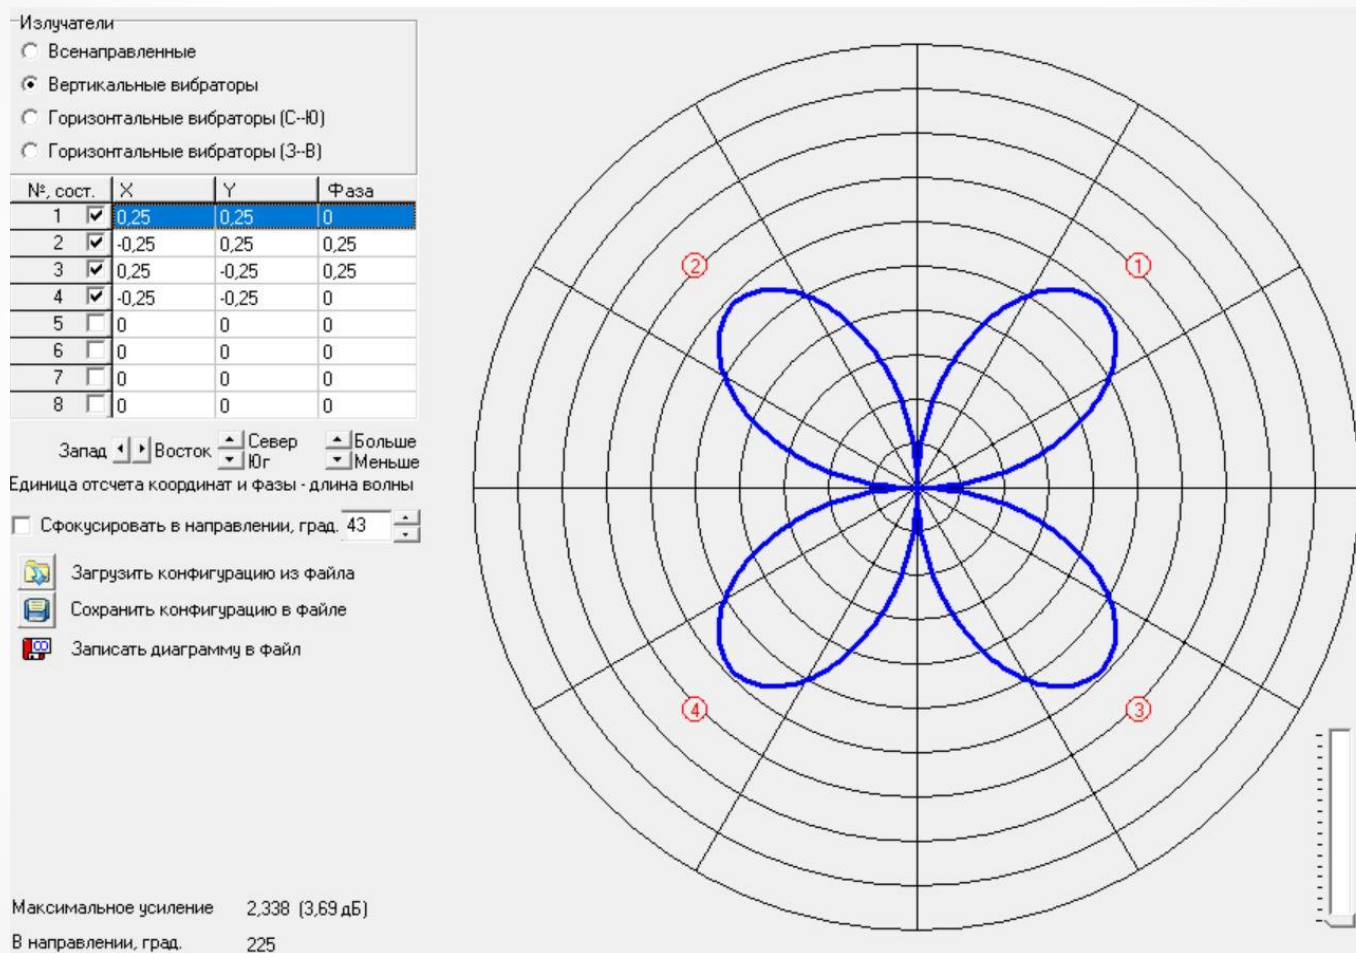 Излучатели
Всенаправленные
Вертикальные вибраторы
Горизонтальные вибраторы (С--Ю)
Горизонтальные вибраторы (З--В)
№, сост. X Y Фаза
1 0,25 0,25 0
2 -0,25 0,25 0,25
3 0,25 -0,25 0,25
4 -0,25 -0,25 0
5 0 0 0
6 0 0 0
7 0 0 0
8 0 0 0
Запад Восток Север Юг Больше Меньше
Единица отсчета координат и фазы - длина волны
Сфокусировать в направлении, град. 43
Загрузить конфигурацию из файла
Сохранить конфигурацию в файле
Записать диаграмму в файл
Максимальное усиление 2,338 (3,69 дБ)
В направлении, град. 225
2 1
4 3